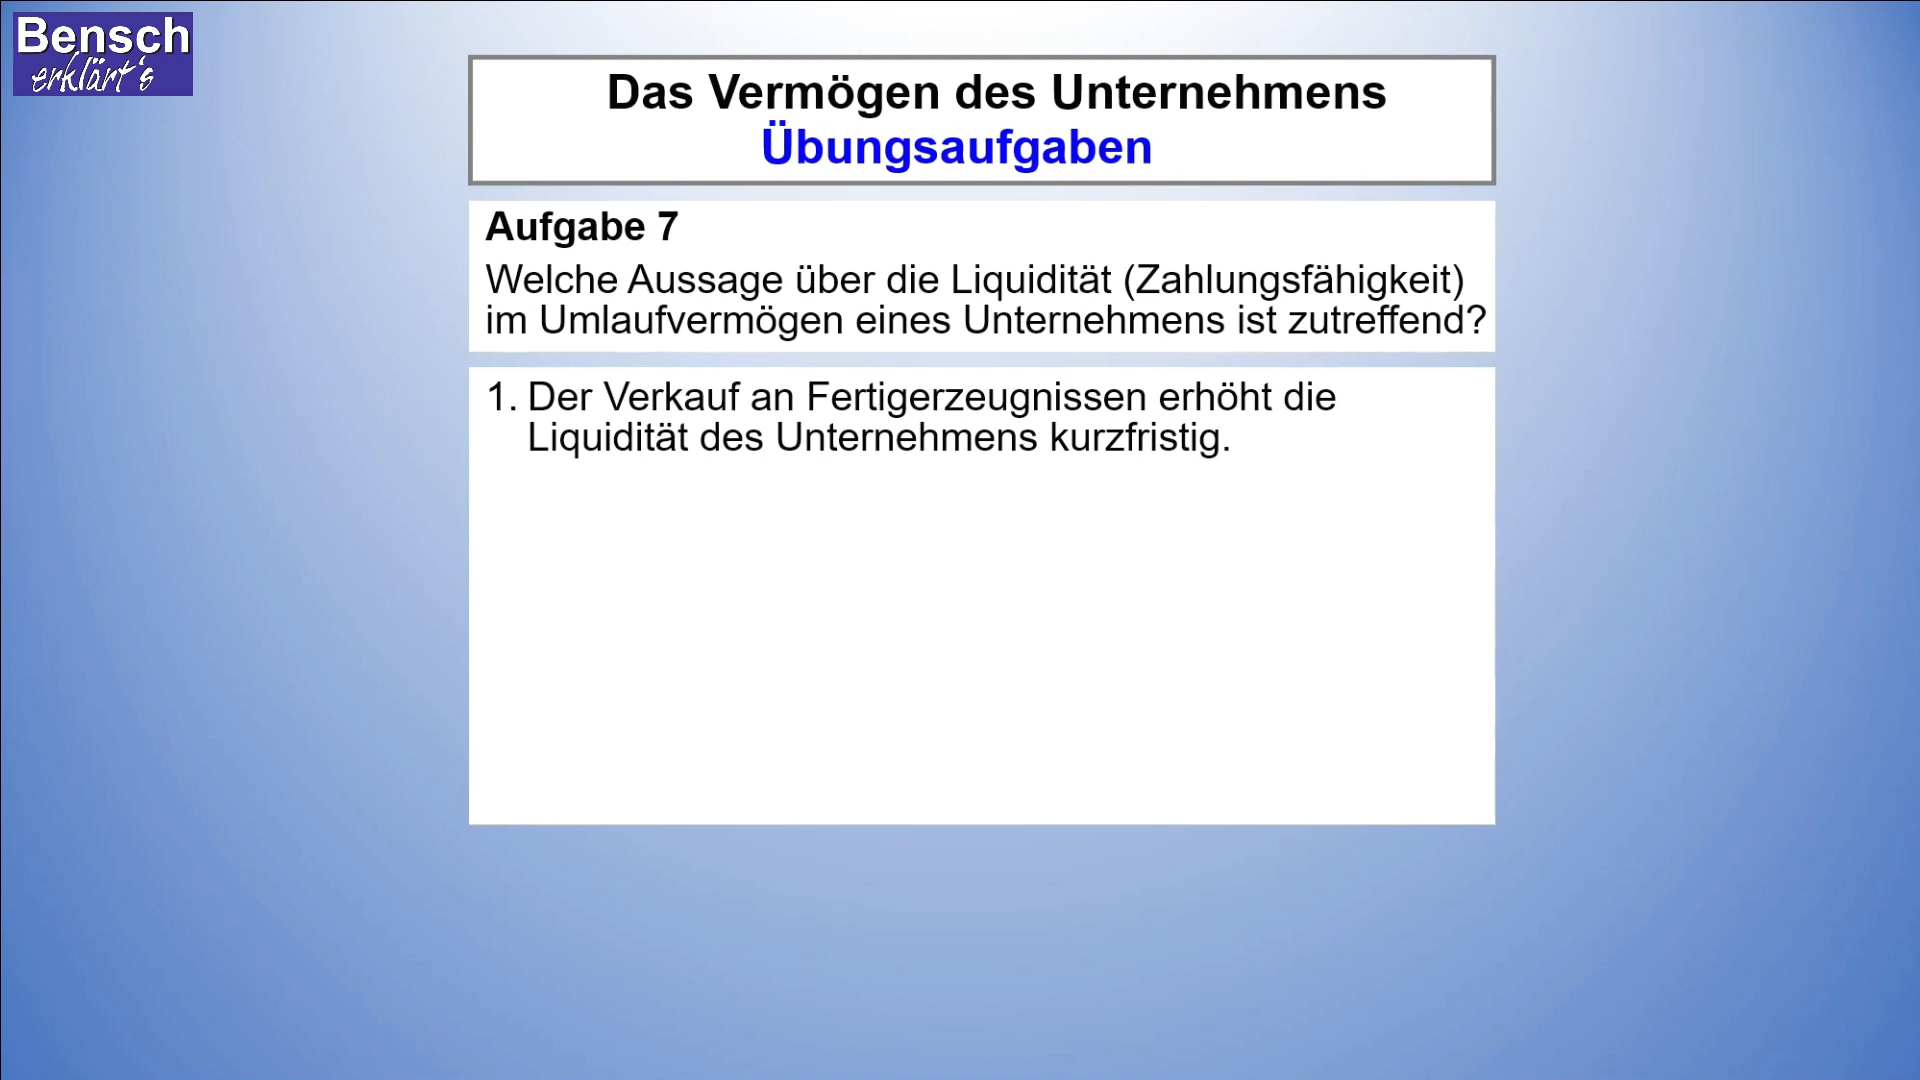 Bensch
erklärt's
Das Vermögen des Unternehmens
Übungsaufgaben
Aufgabe 7
Welche Aussage über die Liquidität (Zahlungsfähigkeit)
im Umlaufvermögen eines Unternehmens ist zutreffend?
1. Der Verkauf an Fertigerzeugnissen erhöht die
Liquidität des Unternehmens kurzfristig.